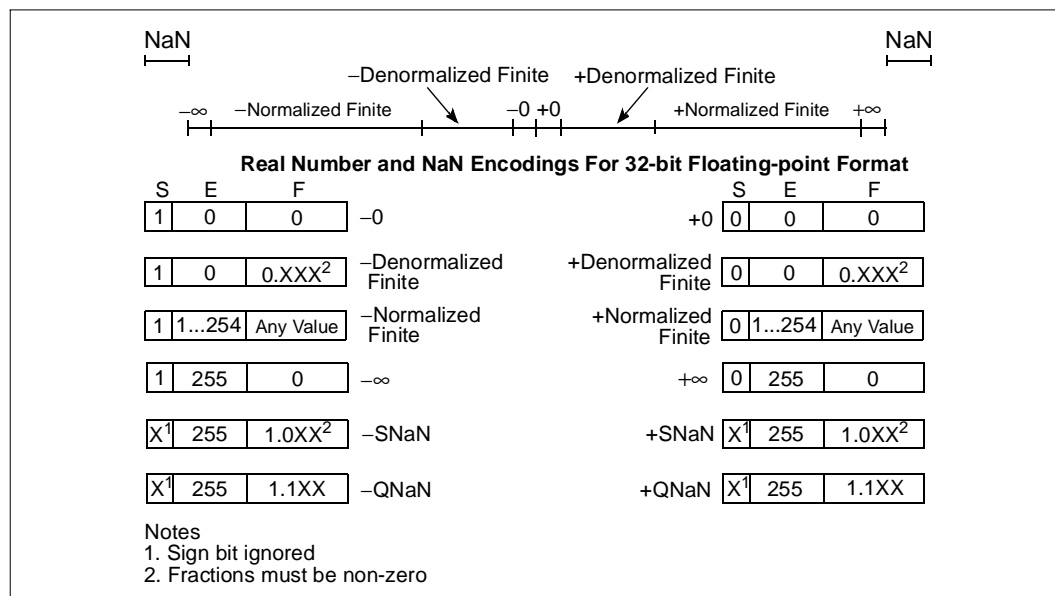 NaN NaN
−Denormalized Finite +Denormalized Finite
−∞ −Normalized Finite −0 +0 +Normalized Finite +∞
Real Number and NaN Encodings For 32-bit Floating-point Format
S E F S E F
1 0 0 −0 +0 0 0 0
1 0 0.XXX² −Denormalized Finite +Denormalized Finite 0 0 0.XXX²
1 1...254 Any Value −Normalized Finite +Normalized Finite 0 1...254 Any Value
1 255 0 −∞ +∞ 0 255 0
X¹ 255 1.0XX² −SNaN +SNaN X¹ 255 1.0XX²
X¹ 255 1.1XX −QNaN +QNaN X¹ 255 1.1XX
Notes
1. Sign bit ignored
2. Fractions must be non-zero